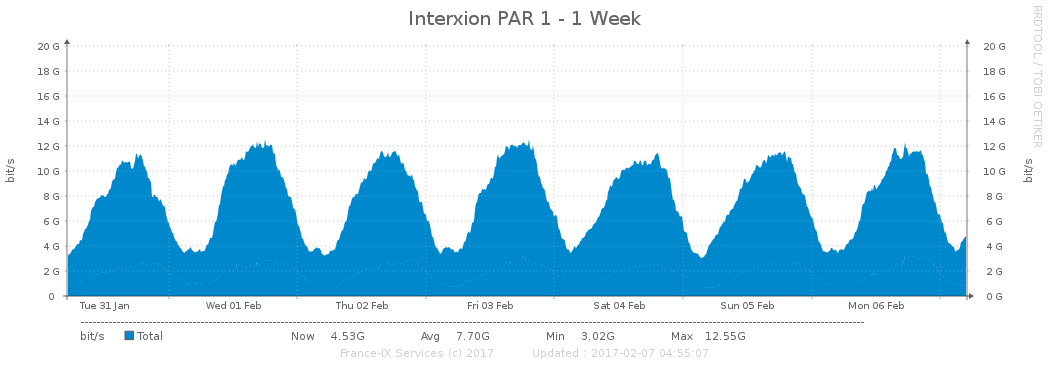 Interxion PAR 1 - 1 Week
RRDTOOL / TOBI OETIKER
20 G 20 G
18 G 18 G
16 G 16 G
14 G 14 G
12 G 12 G
10 G 10 G
8 G 8 G
6 G 6 G
4 G 4 G
2 G 2 G
0 0 G
bit/s
bit/s
Tue 31 Jan Wed 01 Feb Thu 02 Feb Fri 03 Feb Sat 04 Feb Sun 05 Feb Mon 06 Feb
bit/s Total Now 4.53G Avg 7.70G Min 3.02G Max 12.55G
France-IX Services (c) 2017 Updated : 2017-02-07 04:55:07